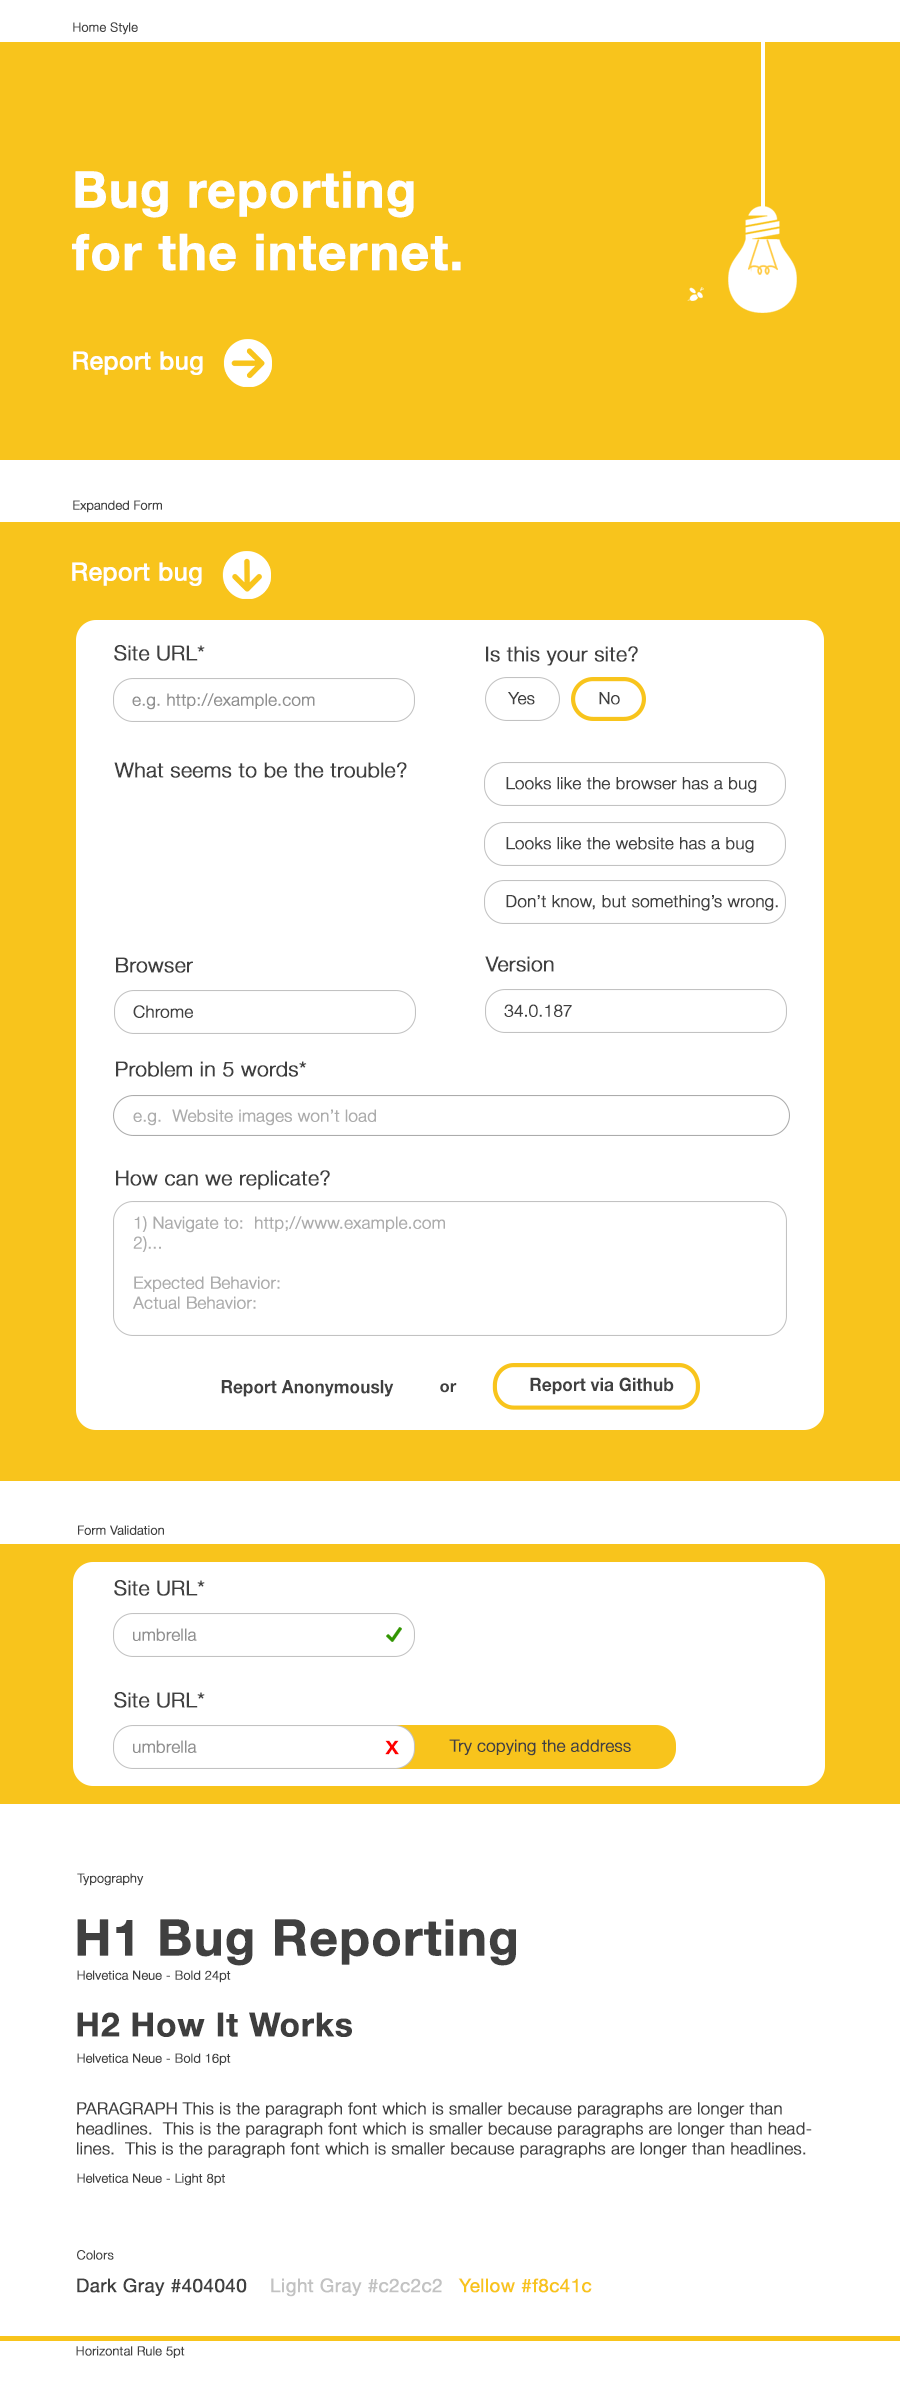 Home Style
Bug reporting
for the internet.
Report bug
Expanded Form
Report bug
Site URL*
Is this your site?
e.g. http://example.com
Yes
No
What seems to be the trouble?
Looks like the browser has a bug
Looks like the website has a bug
Don't know, but something's wrong.
Browser
Version
Chrome
34.0.187
Problem in 5 words*
e.g.  Website images won't load
How can we replicate?
1) Navigate to:  http;//www.example.com
2)...
Expected Behavior:
Actual Behavior:
Report Anonymously
or
Report via Github
Form Validation
Site URL*
umbrella
Site URL*
umbrella
X
Try copying the address
Typography
H1 Bug Reporting
Helvetica Neue - Bold 24pt
H2 How It Works
Helvetica Neue - Bold 16pt
PARAGRAPH This is the paragraph font which is smaller because paragraphs are longer than
headlines.  This is the paragraph font which is smaller because paragraphs are longer than head-
lines.  This is the paragraph font which is smaller because paragraphs are longer than headlines.
Helvetica Neue - Light 8pt
Colors
Dark Gray #404040
Light Gray #c2c2c2
Yellow #f8c41c
Horizontal Rule 5pt